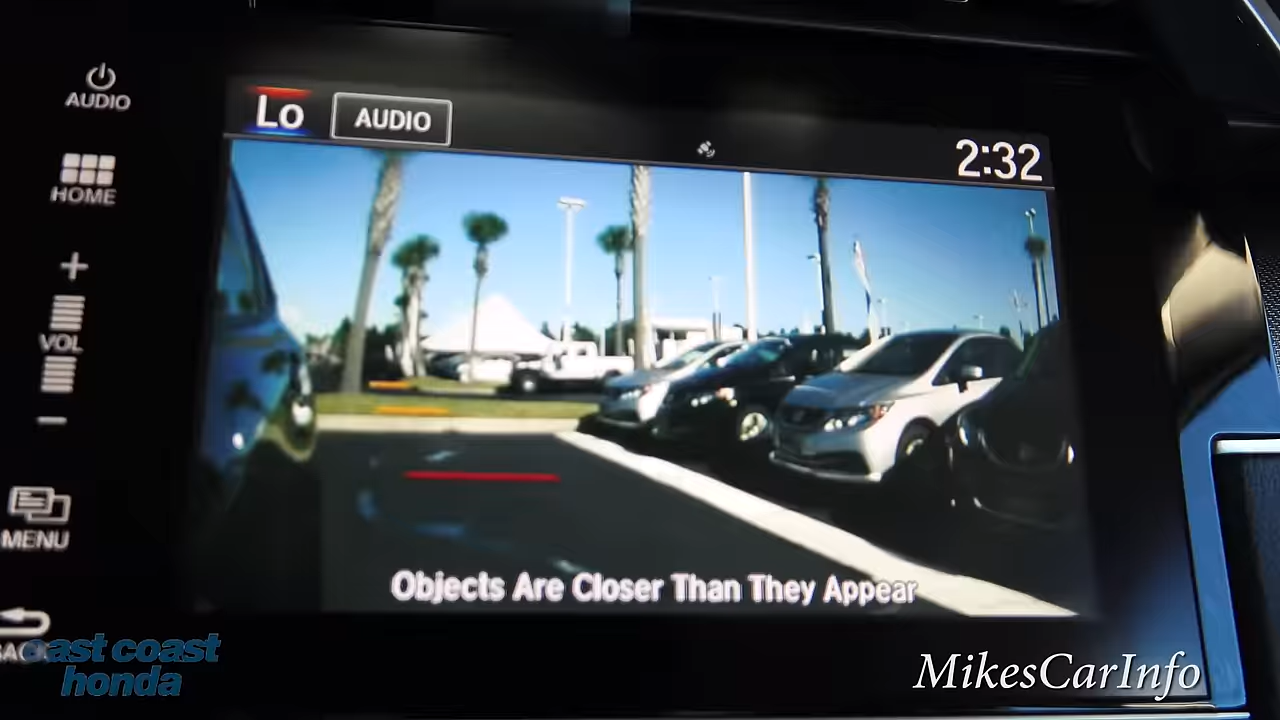 AUDIO
Lo
AUDIO
2:32
HOME
VOL
MENU
Objects Are Closer Than They Appear
east coast
honda
MikesCarInfo